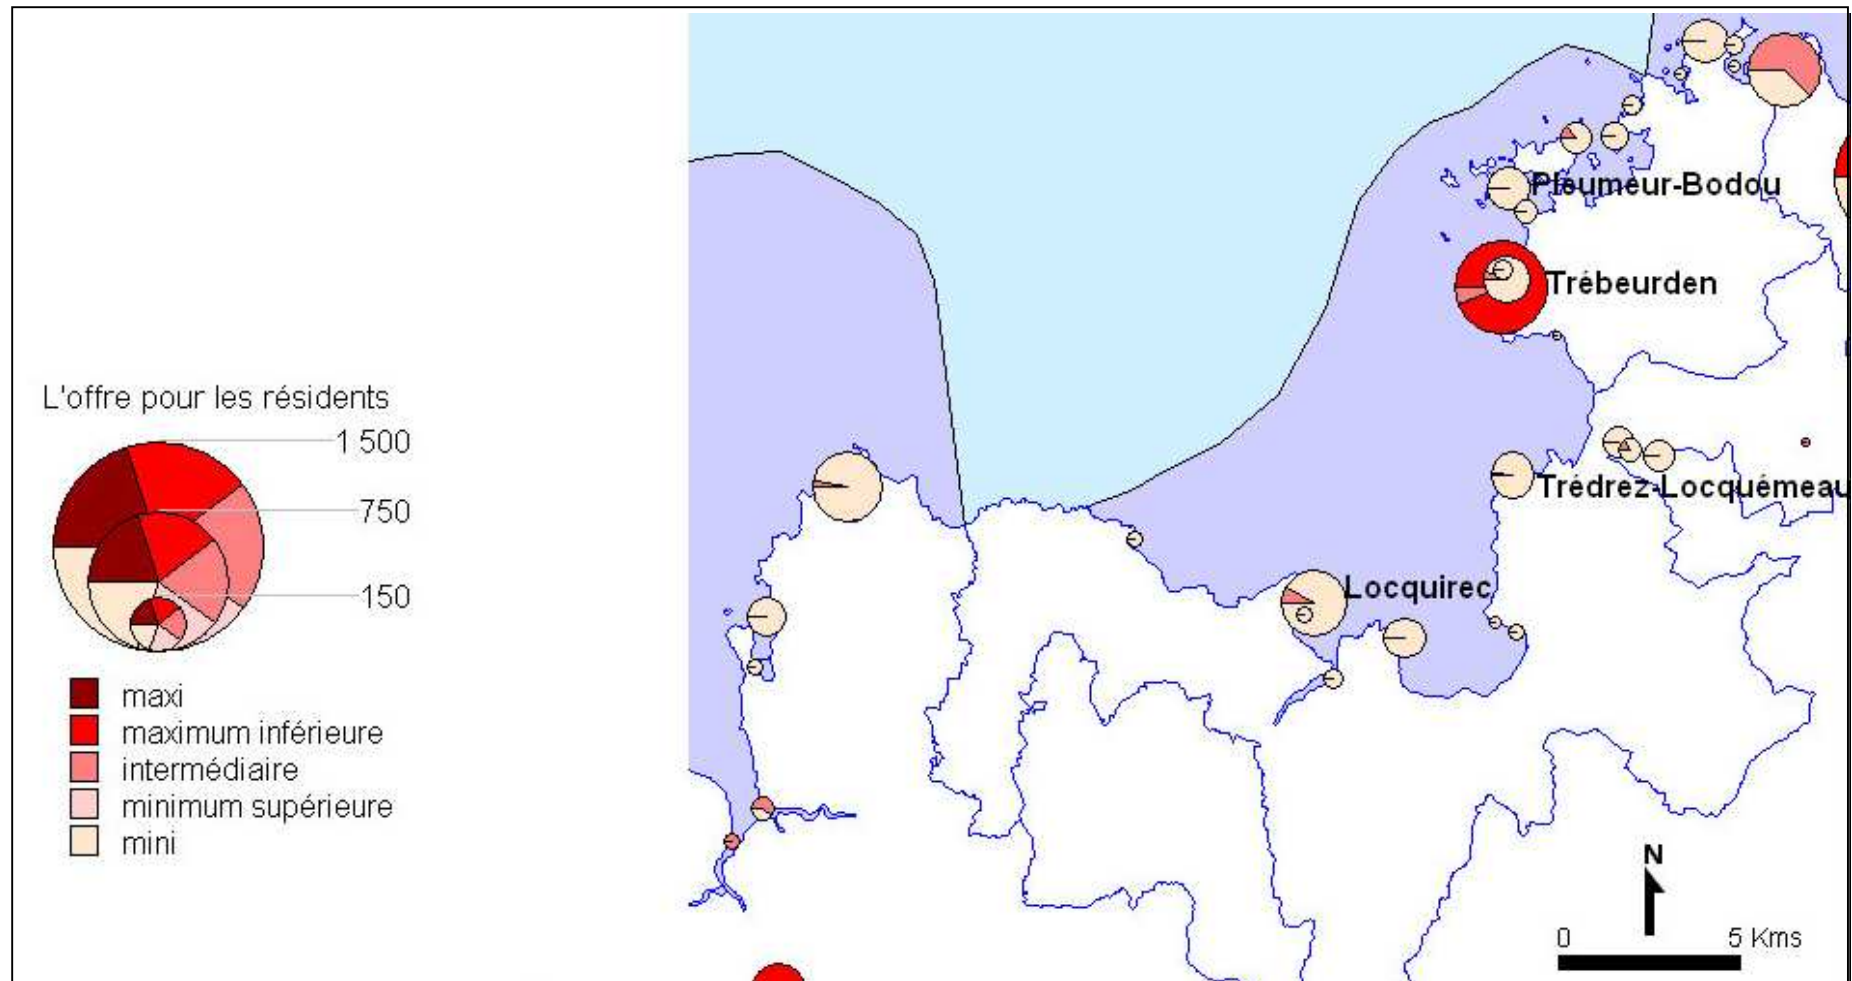 L'offre pour les résidents
1 500
750
150
maxi
maximum inférieure
intermédiaire
minimum supérieure
mini
Pleumeur-Bodou
Trébeurden
Trédrez-Locquémeau
Locquirec
N
0 5 Kms